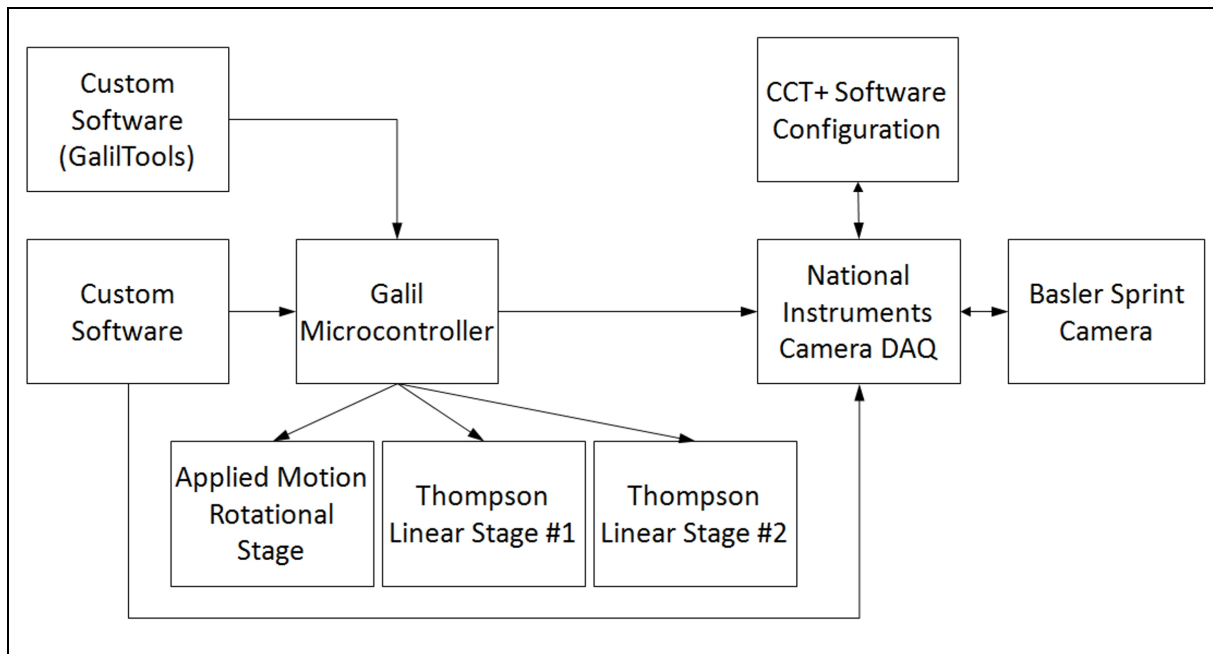 Custom
Software
(GalilTools)
CCT+ Software
Configuration
Custom
Software
Galil
Microcontroller
National
Instruments
Camera DAQ
Basler Sprint
Camera
Applied Motion
Rotational
Stage
Thompson
Linear Stage #1
Thompson
Linear Stage #2